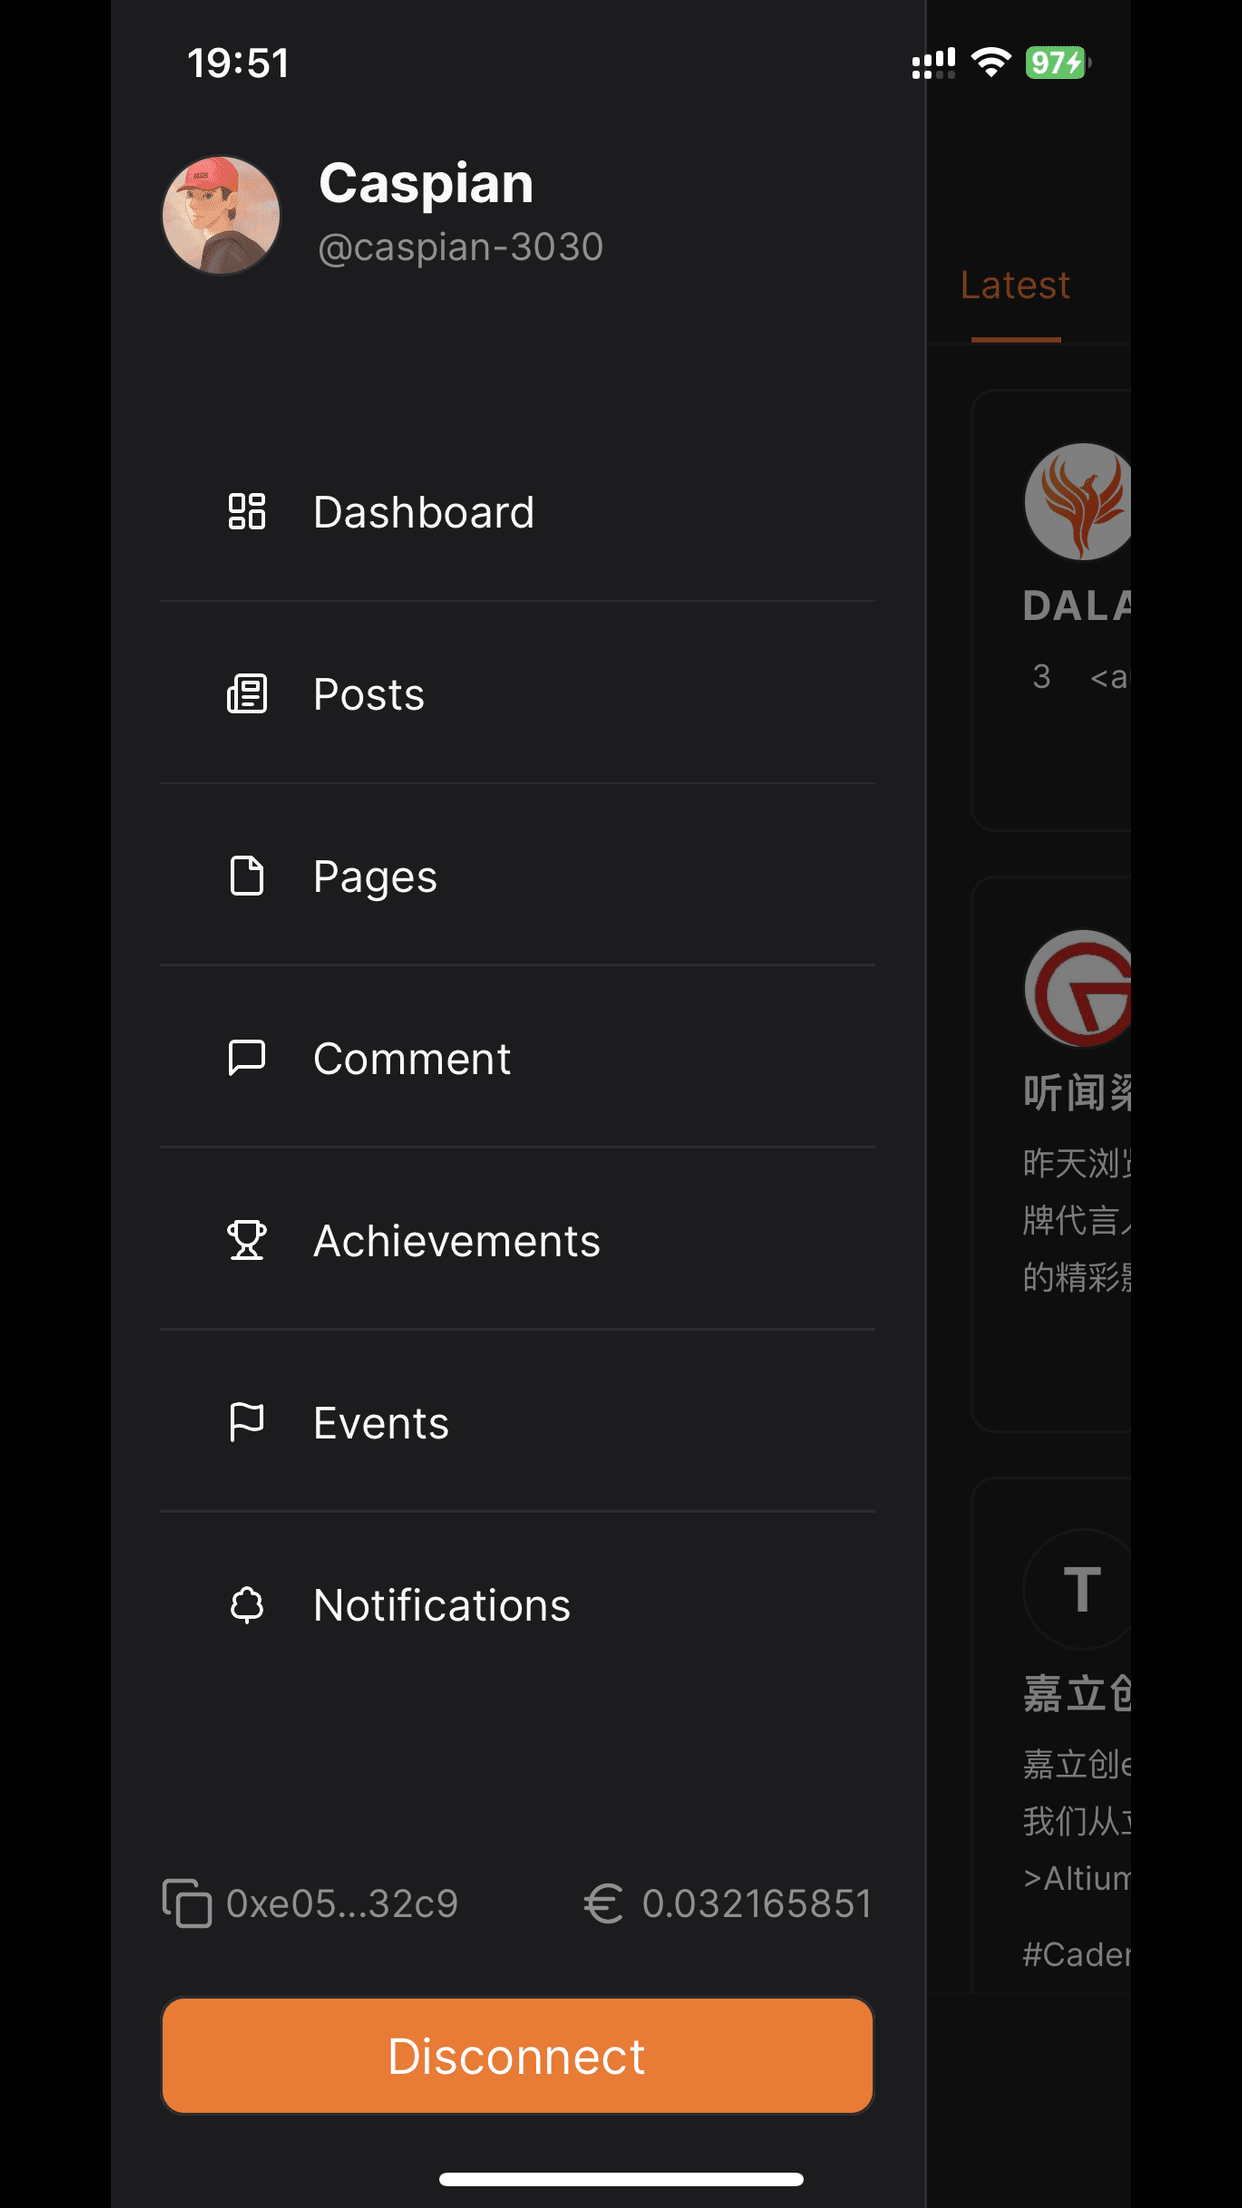 19:51
97
Caspian
@caspian-3030
Dashboard
Posts
Pages
Comment
Achievements
Events
Notifications
0xe05...32c9
0.032165851
Disconnect
Latest
DALA
3 <a
听闻
昨天浏
牌代言
的精彩
T
嘉立创
嘉立创e
我们从立
>Altium
#Caden